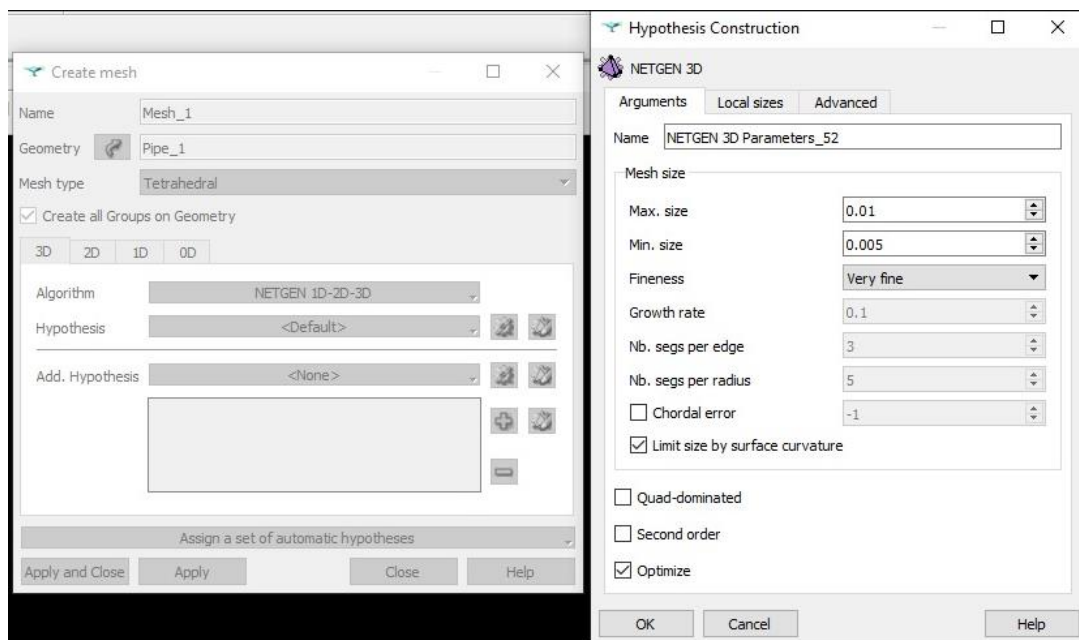 Create mesh
Name Mesh_1
Geometry Pipe_1
Mesh type Tetrahedral
Create all Groups on Geometry
3D 2D 1D 0D
Algorithm NETGEN 1D-2D-3D
Hypothesis <Default>
Add. Hypothesis <None>
Assign a set of automatic hypotheses
Apply and Close Apply Close Help
Hypothesis Construction
NETGEN 3D
Arguments Local sizes Advanced
Name NETGEN 3D Parameters_52
Mesh size
Max. size 0.01
Min. size 0.005
Fineness Very fine
Growth rate 0.1
Nb. segs per edge 3
Nb. segs per radius 5
Chordal error -1
Limit size by surface curvature
Quad-dominated
Second order
Optimize
OK Cancel Help